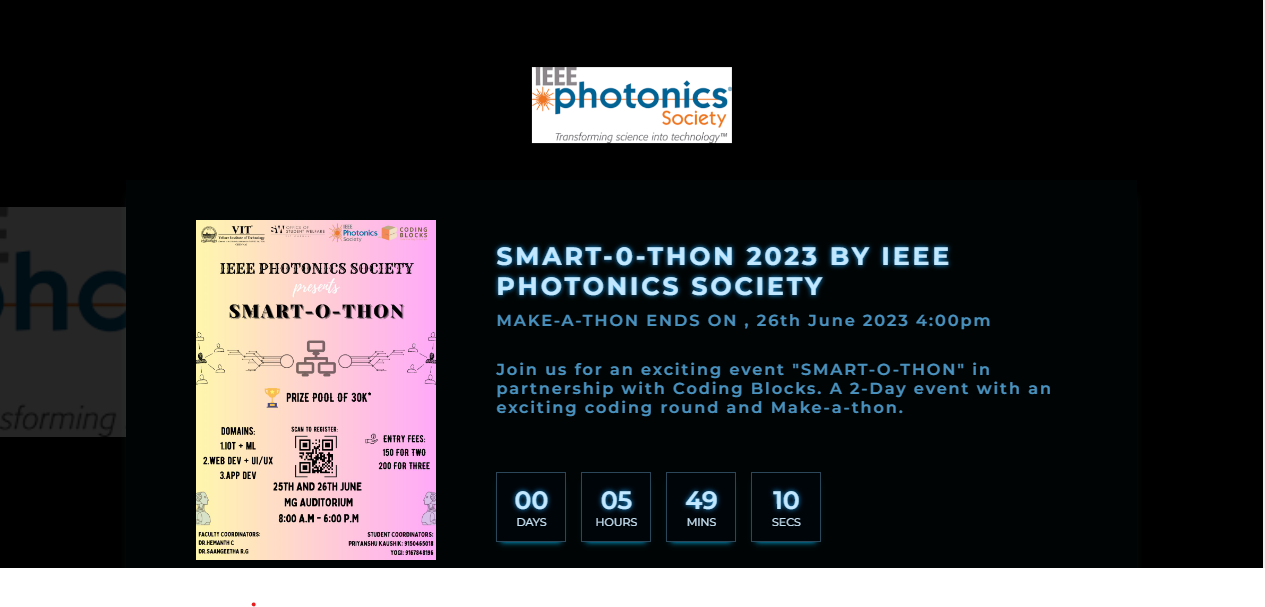 IEEE
photonics
Society
Transforming science into technology™
VIT
OFFICE OF
STUDENT WELFARE
IEEE
Photonics
Society
CODING
BLOCKS
IEEE PHOTONICS SOCIETY
presents
SMART-O-THON
PRIZE POOL OF 30K*
DOMAINS:
1.IOT + ML
2.WEB DEV + UI/UX
3.APP DEV
SCAN TO REGISTER:
ENTRY FEES:
150 FOR TWO
200 FOR THREE
25TH AND 26TH JUNE
MG AUDITORIUM
8:00 A.M - 6:00 P.M
FACULTY COORDINATORS:
DR.HEMANTH C
DR.SAANGEETHA R.G
STUDENT COORDINATORS:
PRIYANSHU KAUSHIK: 9150465018
YOGI: 9167848196
SMART-0-THON 2023 BY IEEE
PHOTONICS SOCIETY
MAKE-A-THON ENDS ON , 26th June 2023 4:00pm
Join us for an exciting event "SMART-O-THON" in
partnership with Coding Blocks. A 2-Day event with an
exciting coding round and Make-a-thon.
00 05 49 10
DAYS HOURS MINS SECS
pho
sforming